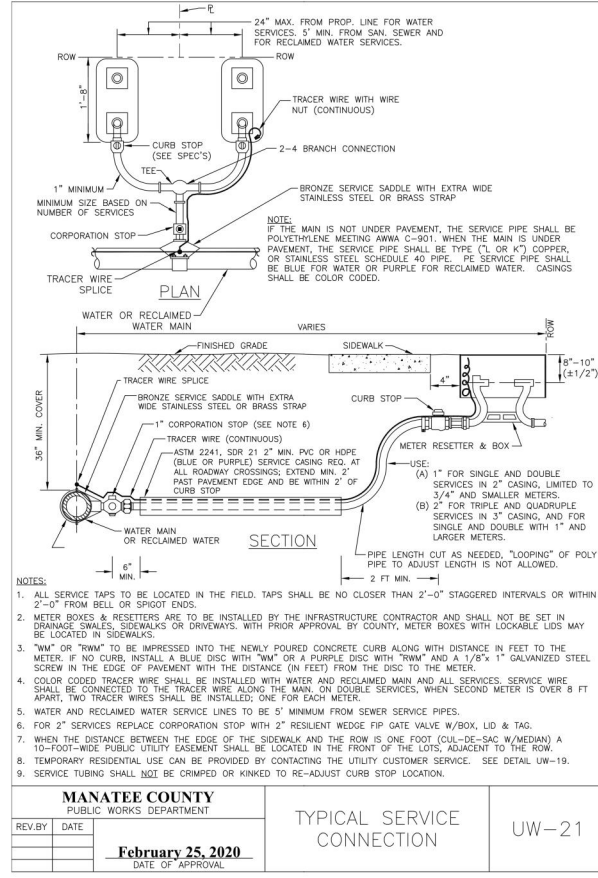 ℄
24" MAX. FROM PROP. LINE FOR WATER
SERVICES. 5' MIN. FROM SAN. SEWER AND
FOR RECLAIMED WATER SERVICES.
ROW
ROW
1'-8"
TRACER WIRE WITH WIRE
NUT (CONTINUOUS)
CURB STOP
(SEE SPEC'S)
2-4 BRANCH CONNECTION
TEE
1" MINIMUM
MINIMUM SIZE BASED ON
NUMBER OF SERVICES
BRONZE SERVICE SADDLE WITH EXTRA WIDE
STAINLESS STEEL OR BRASS STRAP
CORPORATION STOP
NOTE:
IF THE MAIN IS NOT UNDER PAVEMENT, THE SERVICE PIPE SHALL BE
POLYETHYLENE MEETING AWWA C-901. WHEN THE MAIN IS UNDER
PAVEMENT, THE SERVICE PIPE SHALL BE TYPE ("L OR K") COPPER,
OR STAINLESS STEEL SCHEDULE 40 PIPE. PE SERVICE PIPE SHALL
BE BLUE FOR WATER OR PURPLE FOR RECLAIMED WATER. CASINGS
SHALL BE COLOR CODED.
TRACER WIRE
SPLICE
PLAN
WATER OR RECLAIMED
WATER MAIN
VARIES
ROW
FINISHED GRADE
SIDEWALK
8"-10"
(±1/2")
4"
TRACER WIRE SPLICE
BRONZE SERVICE SADDLE WITH EXTRA
WIDE STAINLESS STEEL OR BRASS STRAP
CURB STOP
36" MIN. COVER
1" CORPORATION STOP (SEE NOTE 6)
TRACER WIRE (CONTINUOUS)
METER RESETTER & BOX
ASTM 2241, SDR 21 2" MIN. PVC OR HDPE
(BLUE OR PURPLE) SERVICE CASING REQ. AT
ALL ROADWAY CROSSINGS; EXTEND MIN. 2'
PAST PAVEMENT EDGE AND BE WITHIN 2' OF
CURB STOP
USE:
(A) 1" FOR SINGLE AND DOUBLE
SERVICES IN 2" CASING, LIMITED TO
3/4" AND SMALLER METERS.
(B) 2" FOR TRIPLE AND QUADRUPLE
SERVICES IN 3" CASING, AND FOR
SINGLE AND DOUBLE WITH 1" AND
LARGER METERS.
WATER MAIN
OR RECLAIMED WATER
SECTION
PIPE LENGTH CUT AS NEEDED, "LOOPING" OF POLY
PIPE TO ADJUST LENGTH IS NOT ALLOWED.
6"
MIN.
2 FT MIN.
NOTES:
1. ALL SERVICE TAPS TO BE LOCATED IN THE FIELD. TAPS SHALL BE NO CLOSER THAN 2'-0" STAGGERED INTERVALS OR WITHIN
2'-0" FROM BELL OR SPIGOT ENDS.
2. METER BOXES & RESETTERS ARE TO BE INSTALLED BY THE INFRASTRUCTURE CONTRACTOR AND SHALL NOT BE SET IN
DRAINAGE SWALES, SIDEWALKS OR DRIVEWAYS. WITH PRIOR APPROVAL BY COUNTY, METER BOXES WITH LOCKABLE LIDS MAY
BE LOCATED IN SIDEWALKS.
3. "WM" OR "RWM" TO BE IMPRESSED INTO THE NEWLY POURED CONCRETE CURB ALONG WITH DISTANCE IN FEET TO THE
METER. IF NO CURB, INSTALL A BLUE DISC WITH "WM" OR A PURPLE DISC WITH "RWM" AND A 1/8"x 1" GALVANIZED STEEL
SCREW IN THE EDGE OF PAVEMENT WITH THE DISTANCE (IN FEET) FROM THE DISC TO THE METER.
4. COLOR CODED TRACER WIRE SHALL BE INSTALLED WITH WATER AND RECLAIMED MAIN AND ALL SERVICES. SERVICE WIRE
SHALL BE CONNECTED TO THE TRACER WIRE ALONG THE MAIN. ON DOUBLE SERVICES, WHEN SECOND METER IS OVER 8 FT
APART, TWO TRACER WIRES SHALL BE INSTALLED; ONE FOR EACH METER.
5. WATER AND RECLAIMED WATER SERVICE LINES TO BE 5' MINIMUM FROM SEWER SERVICE PIPES.
6. FOR 2" SERVICES REPLACE CORPORATION STOP WITH 2" RESILIENT WEDGE FIP GATE VALVE W/BOX, LID & TAG.
7. WHEN THE DISTANCE BETWEEN THE EDGE OF THE SIDEWALK AND THE ROW IS ONE FOOT (CUL-DE-SAC W/MEDIAN) A
10-FOOT-WIDE PUBLIC UTILITY EASEMENT SHALL BE LOCATED IN THE FRONT OF THE LOTS, ADJACENT TO THE ROW.
8. TEMPORARY RESIDENTIAL USE CAN BE PROVIDED BY CONTACTING THE UTILITY CUSTOMER SERVICE. SEE DETAIL UW-19.
9. SERVICE TUBING SHALL NOT BE CRIMPED OR KINKED TO RE-ADJUST CURB STOP LOCATION.
MANATEE COUNTY
PUBLIC WORKS DEPARTMENT
REV.BY DATE
February 25, 2020
DATE OF APPROVAL
TYPICAL SERVICE
CONNECTION
UW-21